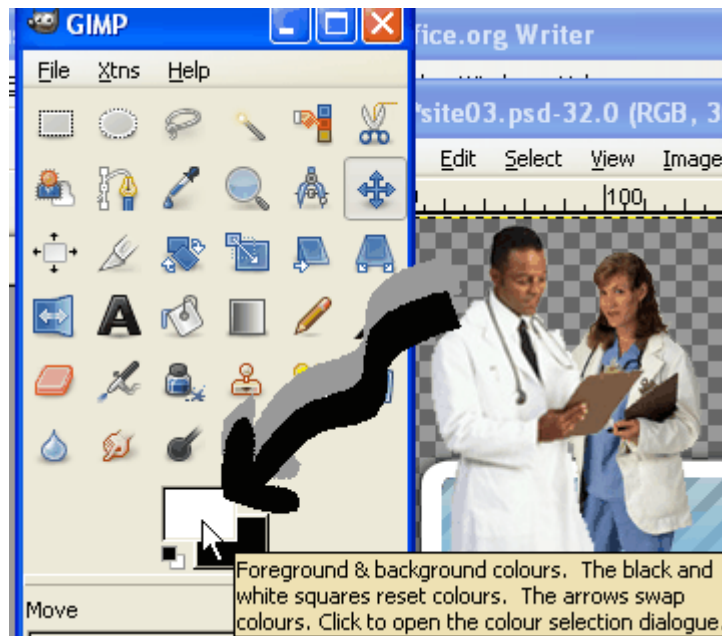 GIMP
fice.org Write
File Xtns Help
*site03.psd-32.0 (RGB, 3
Edit Select View Image
100
Foreground & background colours. The black and
white squares reset colours. The arrows swap
colours. Click to open the colour selection dialogue
Move